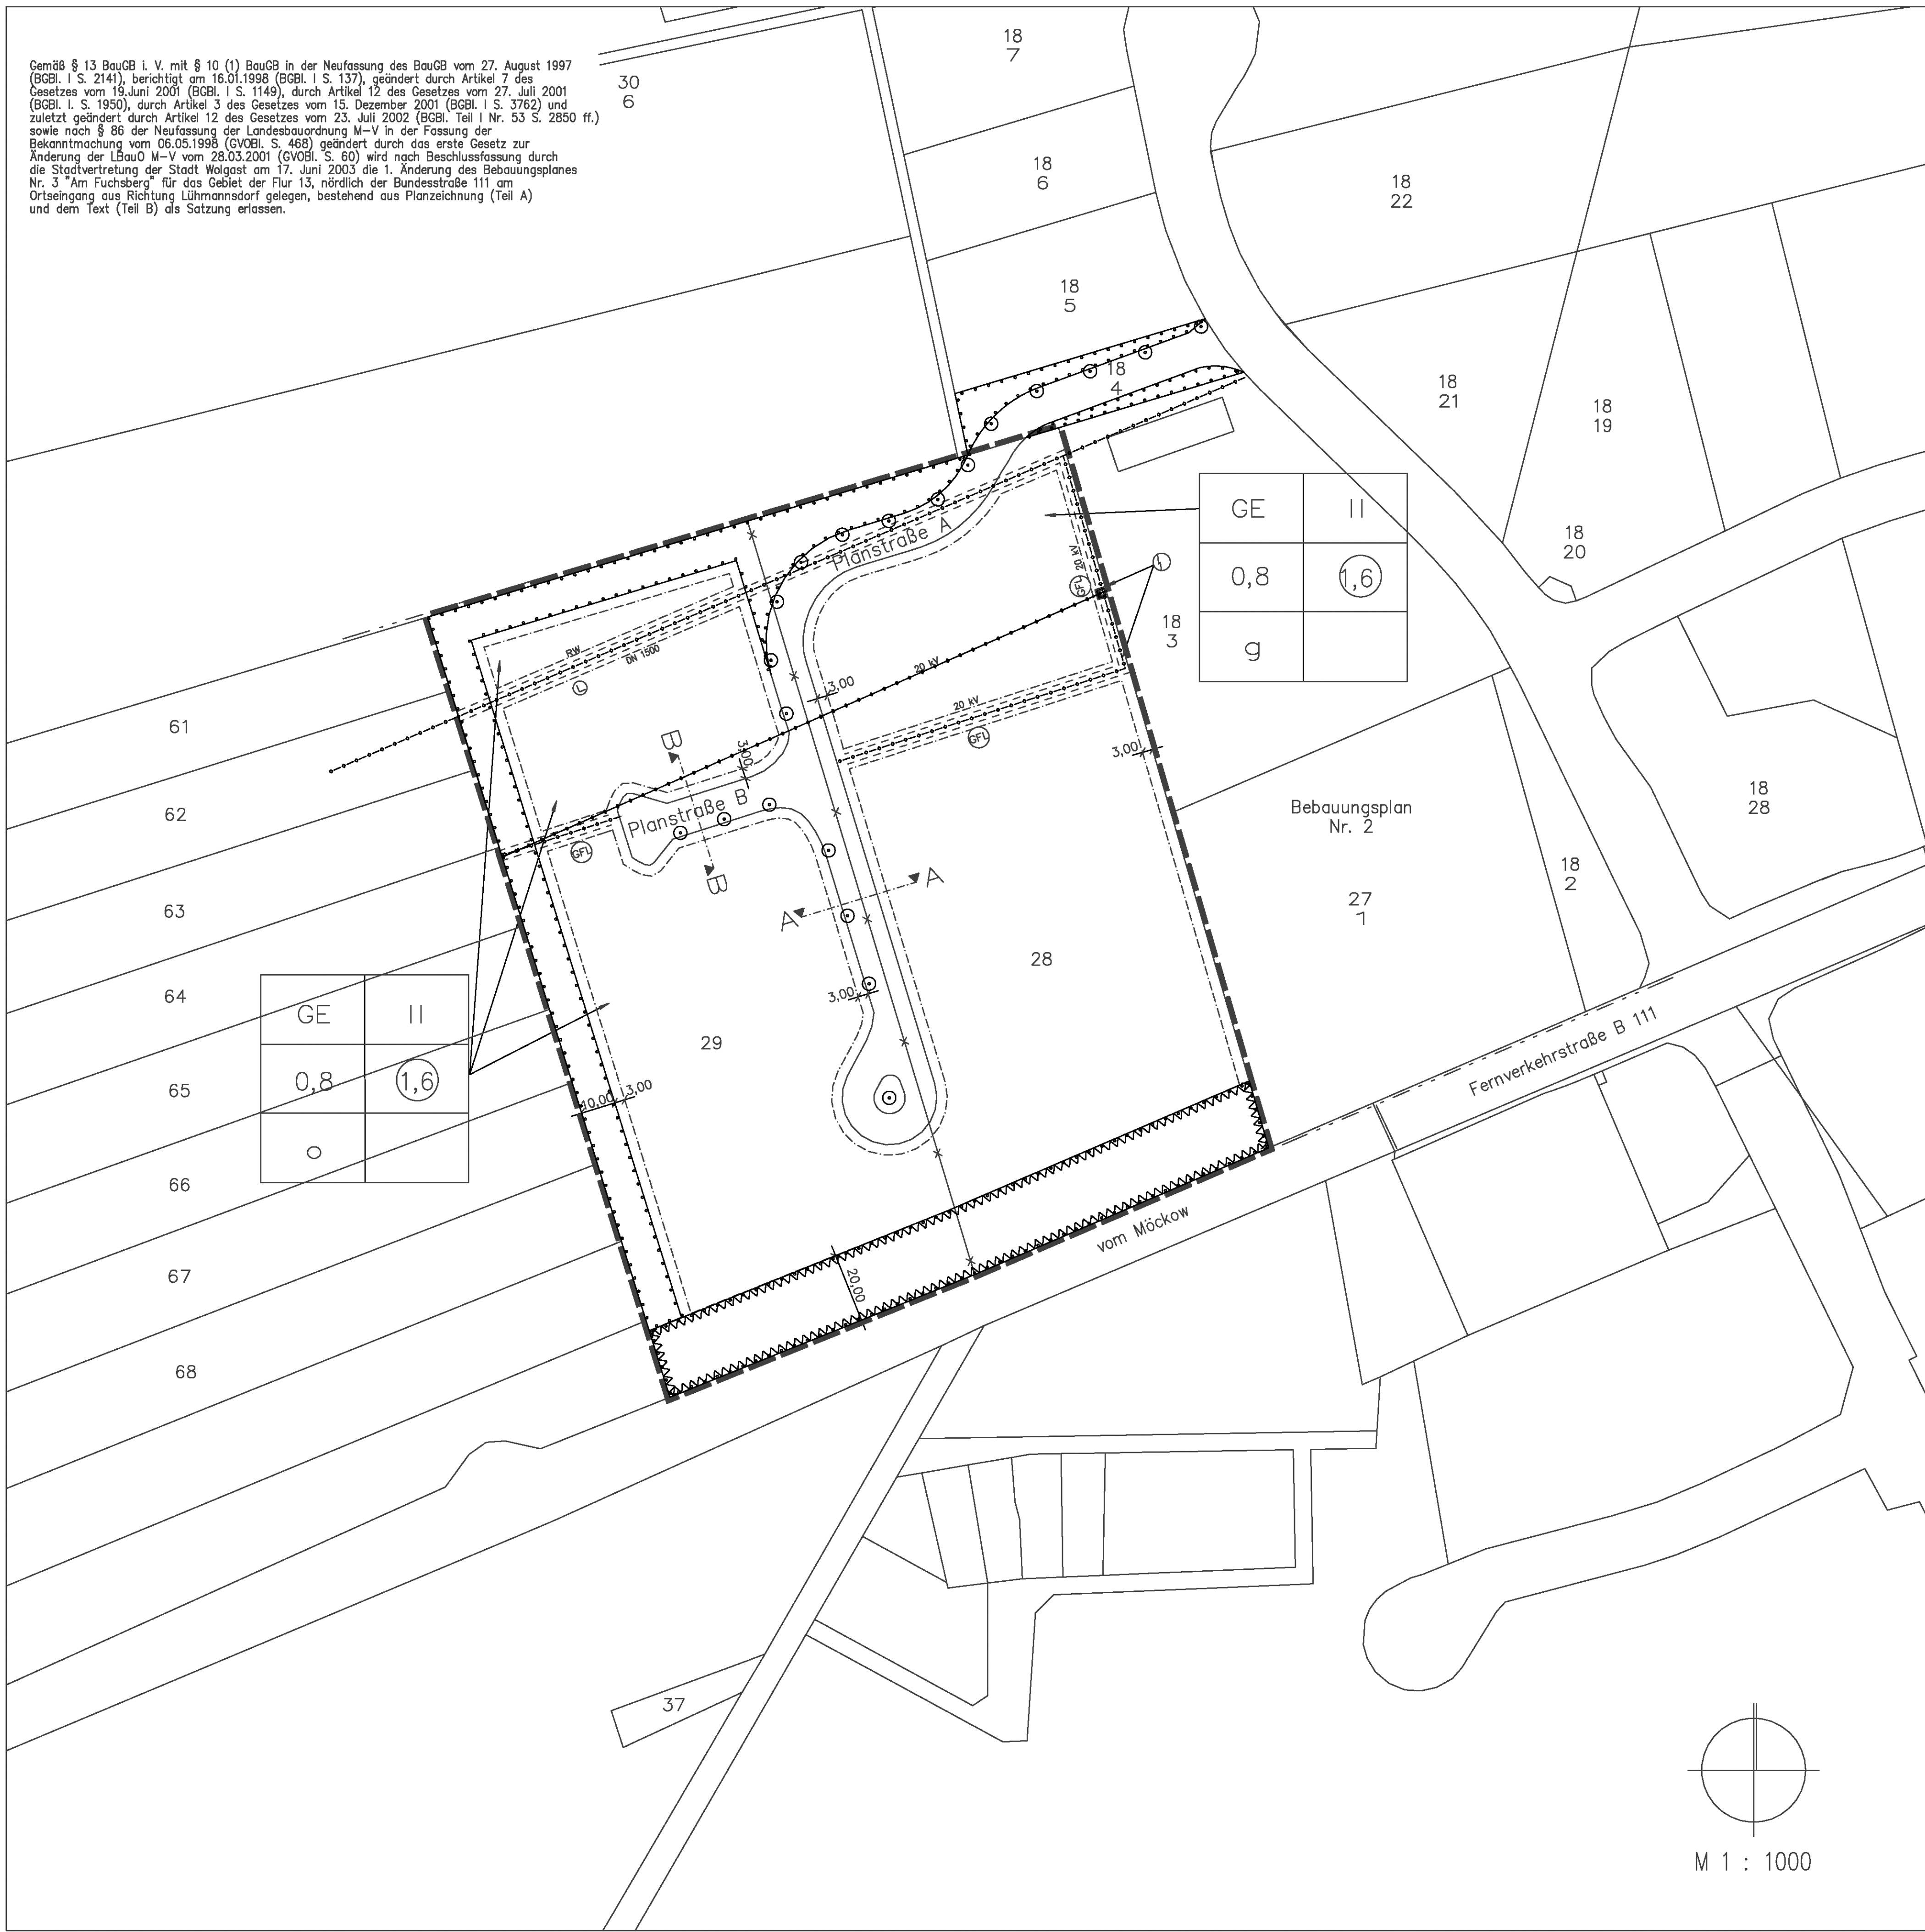 Gemäß § 13 BauGB i. V. mit § 10 (1) BauGB in der Neufassung des BauGB vom 27. August 1997
(BGBl. I S. 2141), berichtigt am 16.01.1998 (BGBl. I S. 137), geändert durch Artikel 7 des
Gesetzes vom 19.Juni 2001 (BGBl. I S. 1149), durch Artikel 12 des Gesetzes vom 27. Juli 2001
(BGBl. I. S. 1950), durch Artikel 3 des Gesetzes vom 15. Dezember 2001 (BGBl. I S. 3762) und
zuletzt geändert durch Artikel 12 des Gesetzes vom 23. Juli 2002 (BGBl. Teil I Nr. 53 S. 2850 ff.)
sowie nach § 86 der Neufassung der Landesbauordnung M-V in der Fassung der
Bekanntmachung vom 06.05.1998 (GVOBl. S. 468) geändert durch das erste Gesetz zur
Änderung der LBauO M-V vom 28.03.2001 (GVOBl. S. 60) wird nach Beschlussfassung durch
die Stadtvertretung der Stadt Wolgast am 17. Juni 2003 die 1. Änderung des Bebauungsplanes
Nr. 3 "Am Fuchsberg" für das Gebiet der Flur 13, nördlich der Bundesstraße 111 am
Ortseingang aus Richtung Lühmannsdorf gelegen, bestehend aus Planzeichnung (Teil A)
und dem Text (Teil B) als Satzung erlassen.
30
6
18
7
18
6
18
5
18
4
18
22
18
21
18
19
18
20
18
3
18
28
18
2
27
1
GE II
0,8 1,6
g
Planstraße A
GFL 20 kV
RW
DN 1500
L
20 kV
3,00
20 kV
GFL
3,00
3,00
B
Planstraße B
GFL
B
A
A
Bebauungsplan
Nr. 2
61
62
63
64
65
66
67
68
28
29
3,00
GE II
0,8 1,6
o
10,00
3,00
20,00
Fernverkehrstraße B 111
vom Möckow
37
M 1 : 1000